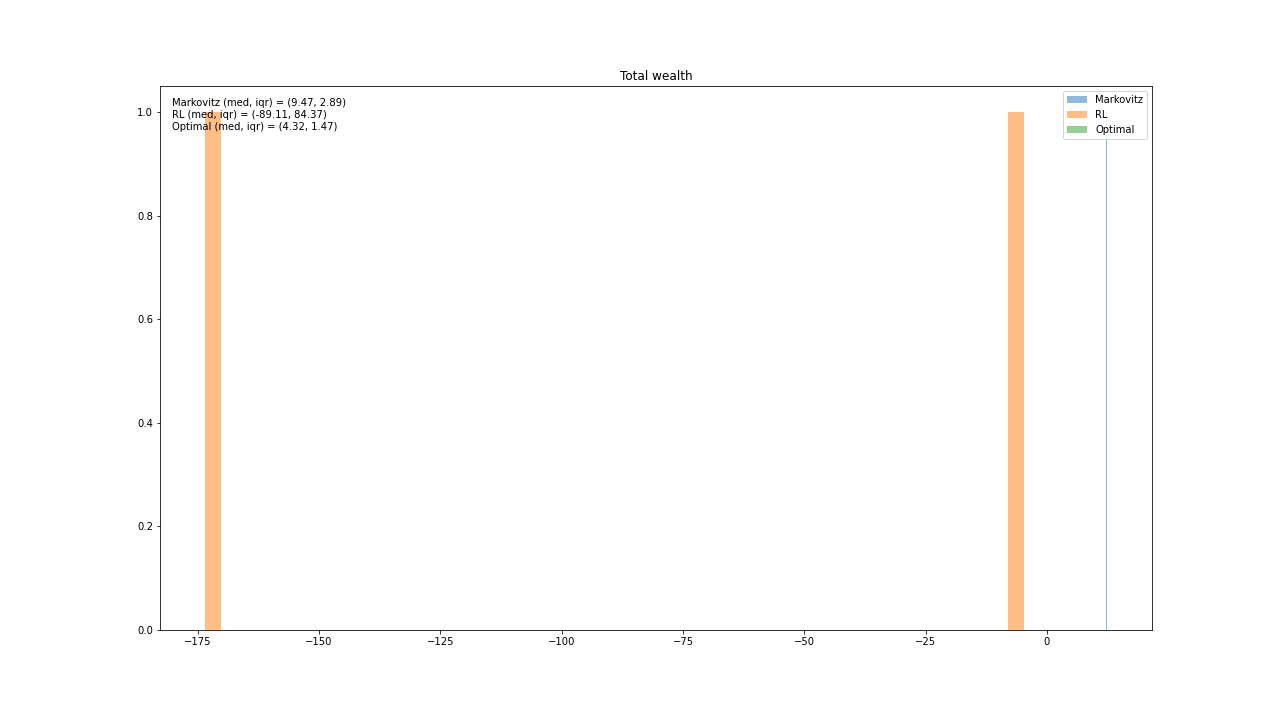 Total wealth
Markovitz (med, iqr) = (9.47, 2.89)
RL (med, iqr) = (-89.11, 84.37)
Optimal (med, iqr) = (4.32, 1.47)
Markovitz
RL
Optimal
1.0
0.8
0.6
0.4
0.2
0.0
−175 −150 −125 −100 −75 −50 −25 0